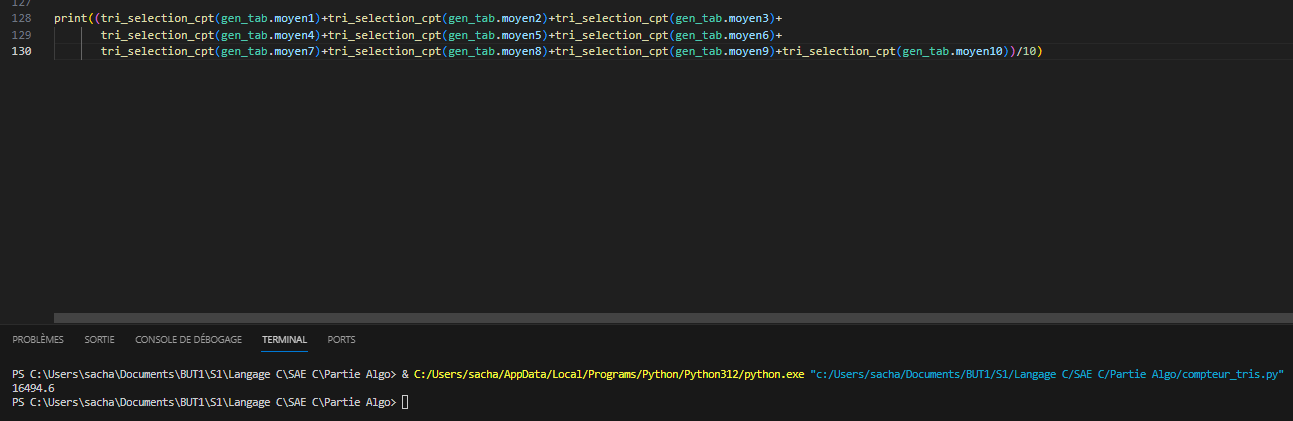 127
128 print((tri_selection_cpt(gen_tab.moyen1)+tri_selection_cpt(gen_tab.moyen2)+tri_selection_cpt(gen_tab.moyen3)+
129 tri_selection_cpt(gen_tab.moyen4)+tri_selection_cpt(gen_tab.moyen5)+tri_selection_cpt(gen_tab.moyen6)+
130 tri_selection_cpt(gen_tab.moyen7)+tri_selection_cpt(gen_tab.moyen8)+tri_selection_cpt(gen_tab.moyen9)+tri_selection_cpt(gen_tab.moyen10))/10)
PROBLÈMES SORTIE CONSOLE DE DÉBOGAGE TERMINAL PORTS
PS C:\Users\sacha\Documents\BUT1\S1\Langage C\SAE C\Partie Algo> & C:/Users/sacha/AppData/Local/Programs/Python/Python312/python.exe "c:/Users/sacha/Documents/BUT1/S1/Langage C/SAE C/Partie Algo/compteur_tris.py"
16494.6
PS C:\Users\sacha\Documents\BUT1\S1\Langage C\SAE C\Partie Algo>